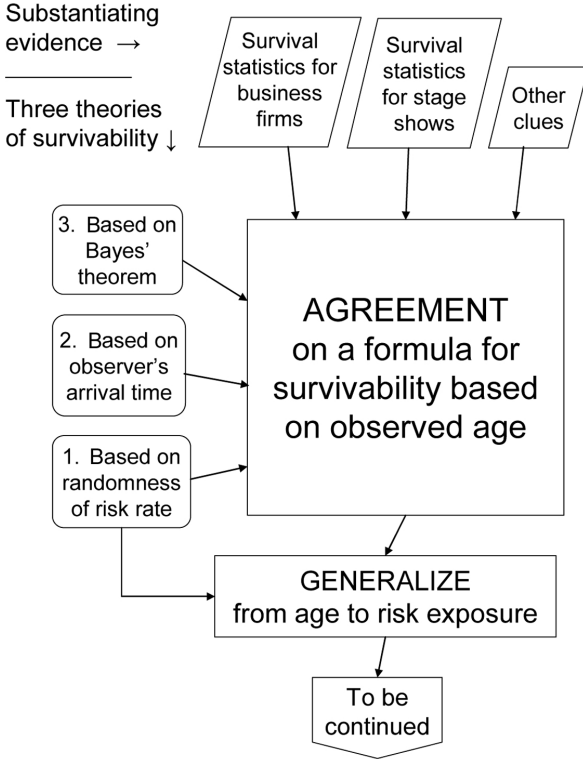 Substantiating
evidence →
Three theories
of survivability ↓
Survival
statistics for
business
firms
Survival
statistics
for stage
shows
Other
clues
3. Based on
Bayes’
theorem
2. Based on
observer’s
arrival time
1. Based on
randomness
of risk rate
AGREEMENT
on a formula for
survivability based
on observed age
GENERALIZE
from age to risk exposure
To be
continued